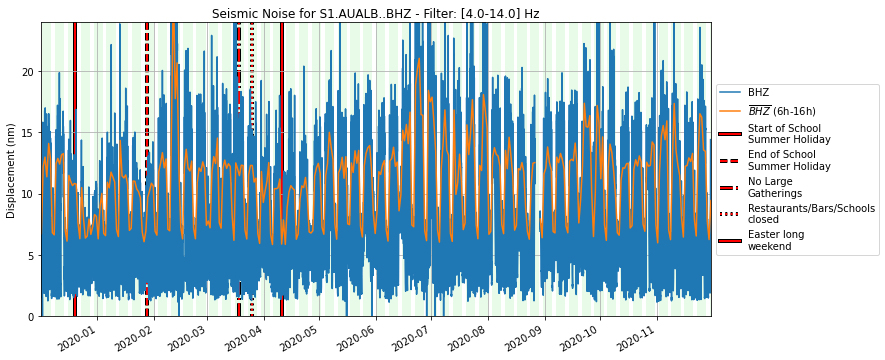 Seismic Noise for S1.AUALB..BHZ - Filter: [4.0-14.0] Hz
Displacement (nm)
20
15
10
5
0
2020-01
2020-02
2020-03
2020-04
2020-05
2020-06
2020-07
2020-08
2020-09
2020-10
2020-11
BHZ
BHZ (6h-16h)
Start of School
Summer Holiday
End of School
Summer Holiday
No Large
Gatherings
Restaurants/Bars/Schools
closed
Easter long
weekend